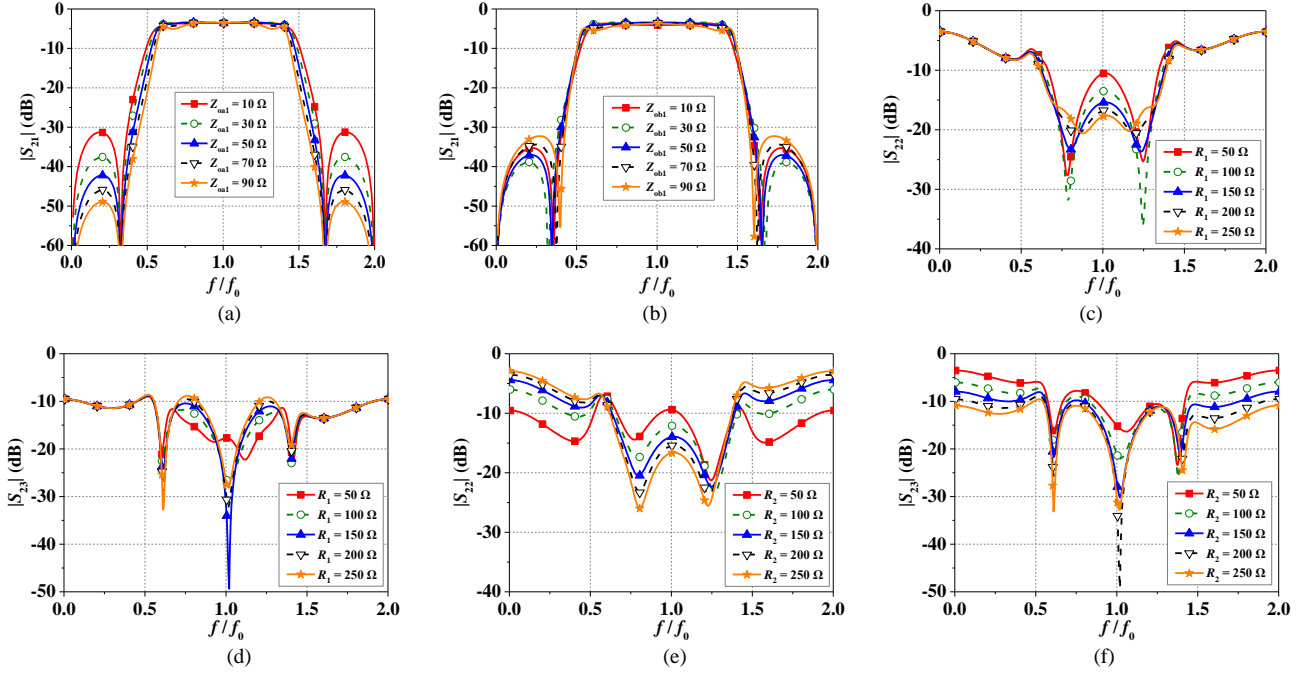 0
-10
-20
-30
-40
-50
-60
|S21| (dB)
Zoa1 = 10 Ω
Zoa1 = 30 Ω
Zoa1 = 50 Ω
Zoa1 = 70 Ω
Zoa1 = 90 Ω
0.0 0.5 1.0 1.5 2.0
f / f0
(a)
0
-10
-20
-30
-40
-50
-60
|S21| (dB)
Zob1 = 10 Ω
Zob1 = 30 Ω
Zob1 = 50 Ω
Zob1 = 70 Ω
Zob1 = 90 Ω
0.0 0.5 1.0 1.5 2.0
f / f0
(b)
0
-10
-20
-30
-40
|S22| (dB)
R1 = 50 Ω
R1 = 100 Ω
R1 = 150 Ω
R1 = 200 Ω
R1 = 250 Ω
0.0 0.5 1.0 1.5 2.0
f / f0
(c)
0
-10
-20
-30
-40
-50
|S23| (dB)
R1 = 50 Ω
R1 = 100 Ω
R1 = 150 Ω
R1 = 200 Ω
R1 = 250 Ω
0.0 0.5 1.0 1.5 2.0
f / f0
(d)
0
-10
-20
-30
-40
|S22| (dB)
R2 = 50 Ω
R2 = 100 Ω
R2 = 150 Ω
R2 = 200 Ω
R2 = 250 Ω
0.0 0.5 1.0 1.5 2.0
f / f0
(e)
0
-10
-20
-30
-40
-50
|S23| (dB)
R2 = 50 Ω
R2 = 100 Ω
R2 = 150 Ω
R2 = 200 Ω
R2 = 250 Ω
0.0 0.5 1.0 1.5 2.0
f / f0
(f)